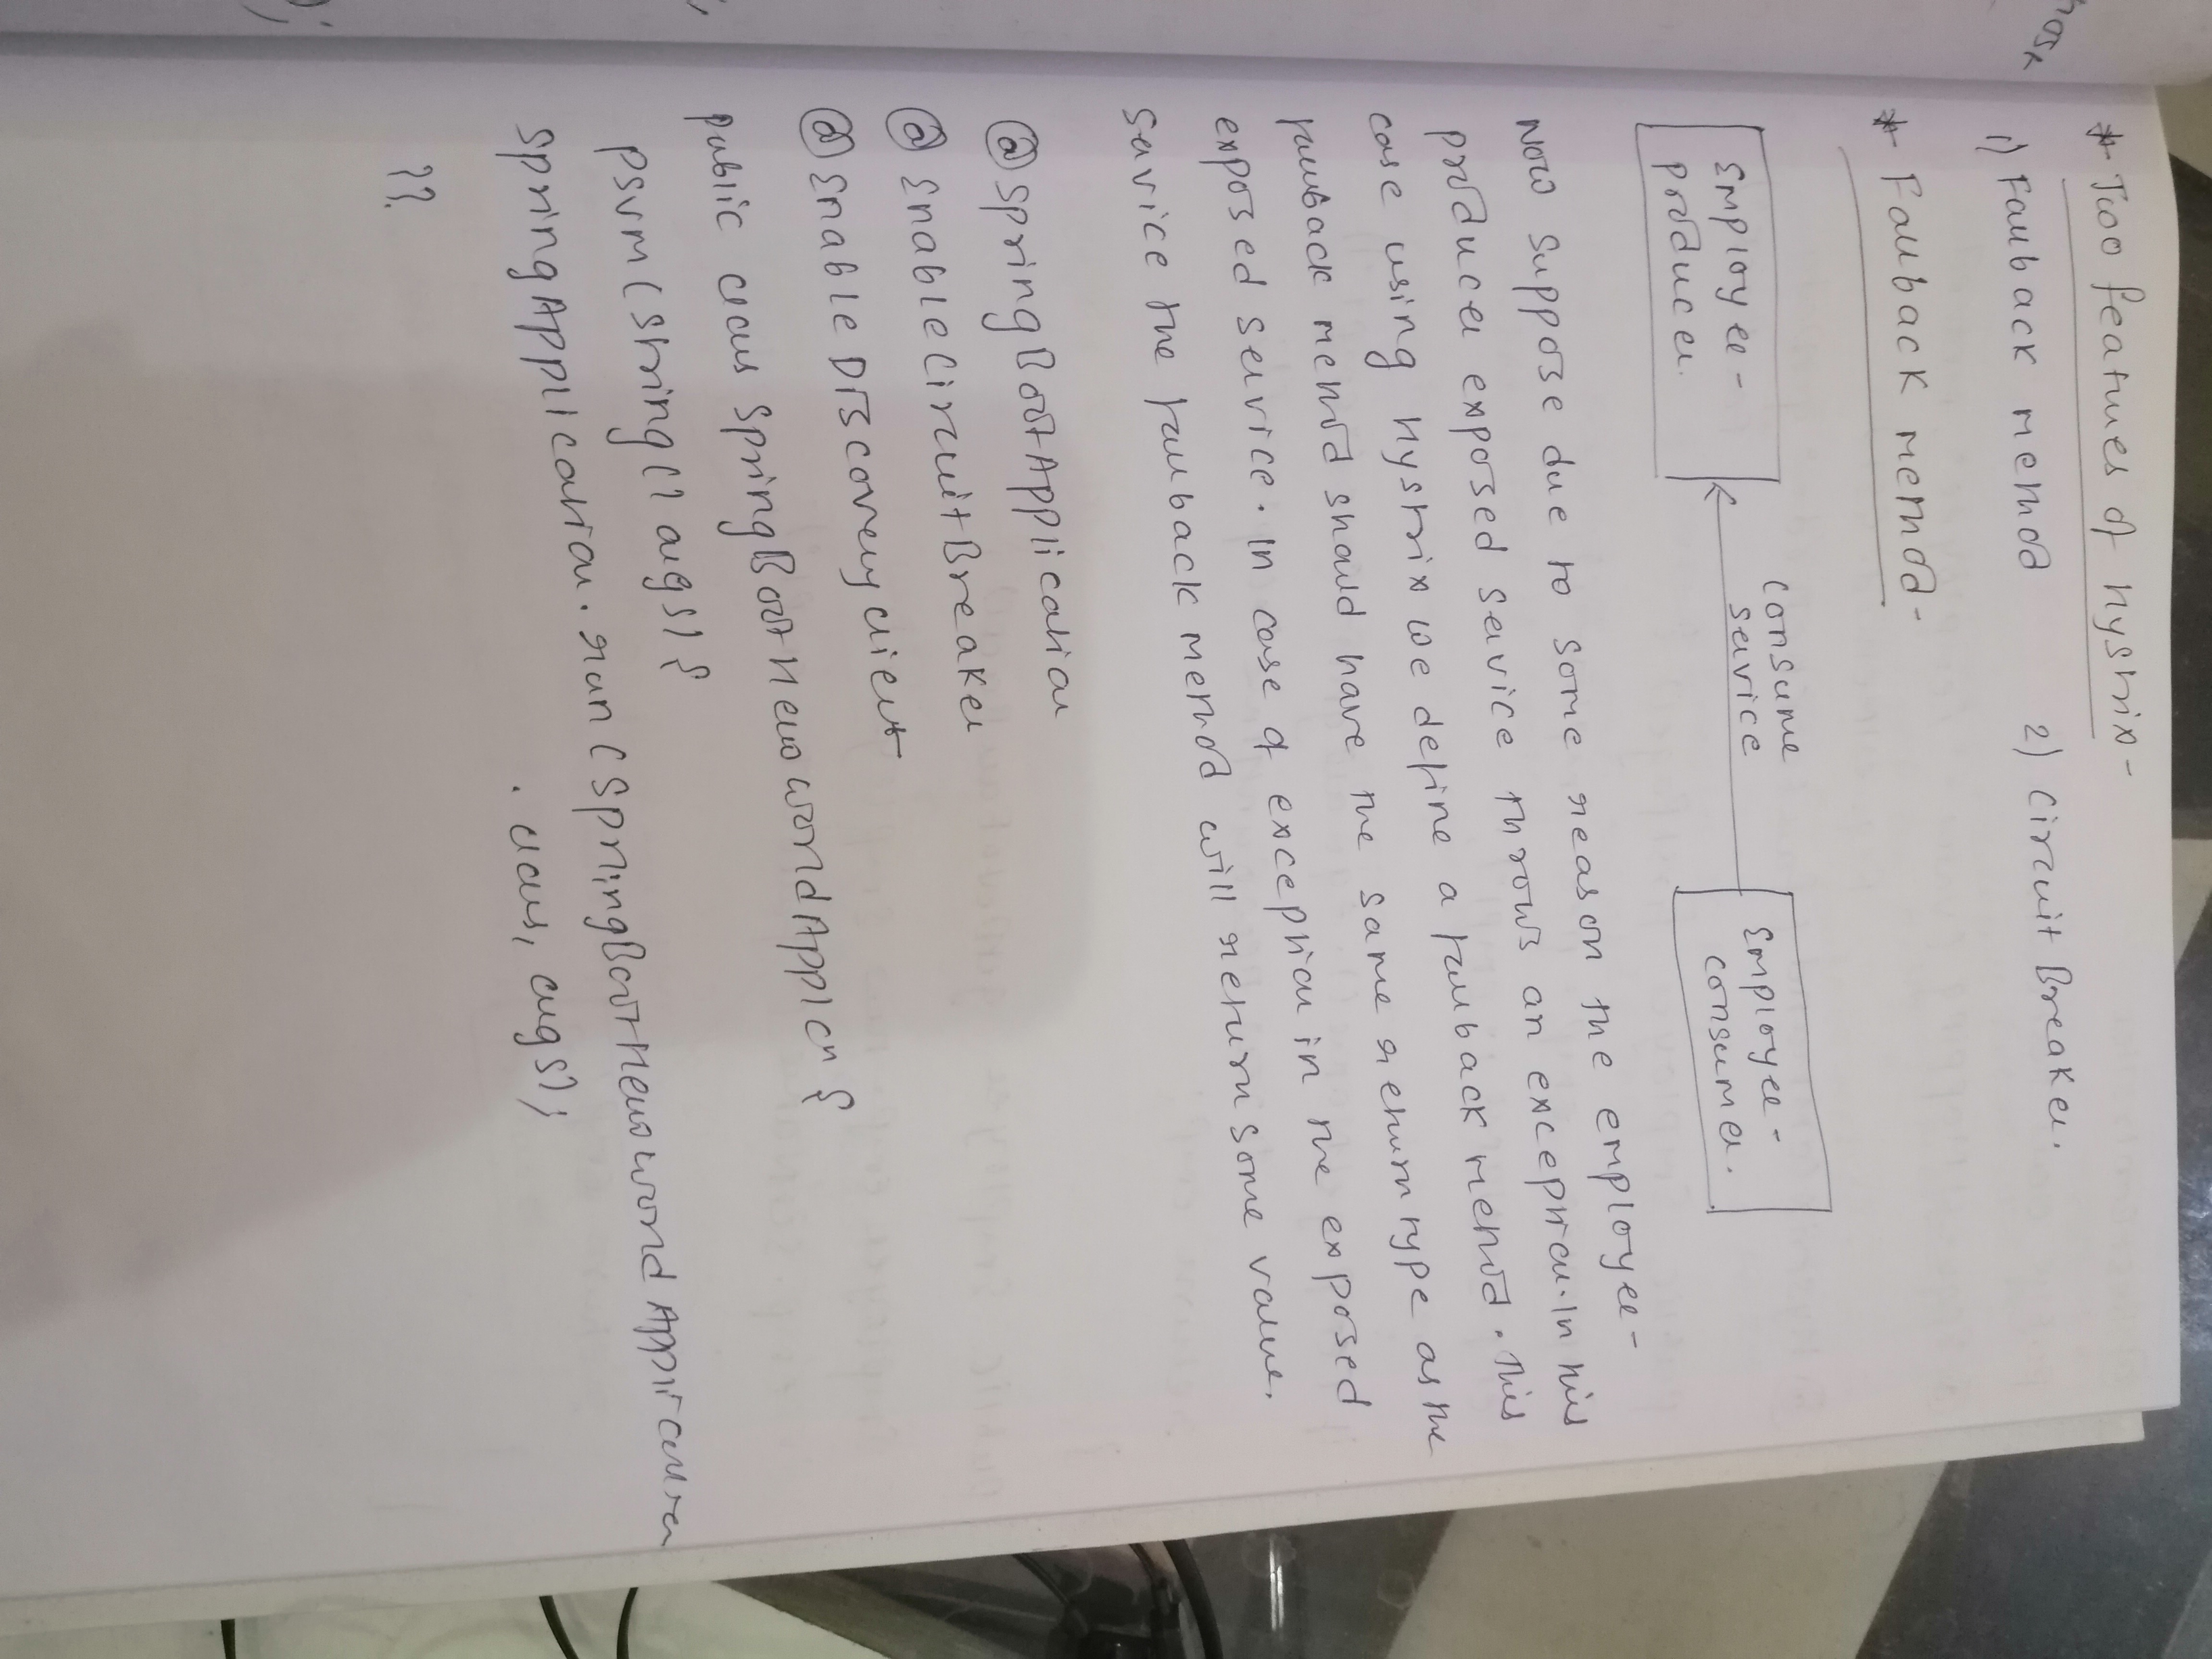 * Two features of Hystrix-
1) Fallback method 2) Circuit Breaker.
* Fallback method-
Employee-
producer.
consume
service
Employee-
consumer.
Now suppose due to some reason the employee-
producer exposed service throws an exception. In this
case using hystrix we define a fallback method. This
fallback method should have the same return type as the
exposed service. In case of exception in the exposed
service the fallback method will return some value.
@SpringBootApplication
@EnableCircuitBreaker
@EnableDiscoveryClient
public class SpringBootHelloWorldApplicn {
psvm (String[] args) {
SpringApplication.run (SpringBootHelloWorldApplication
. class, args);
}}.